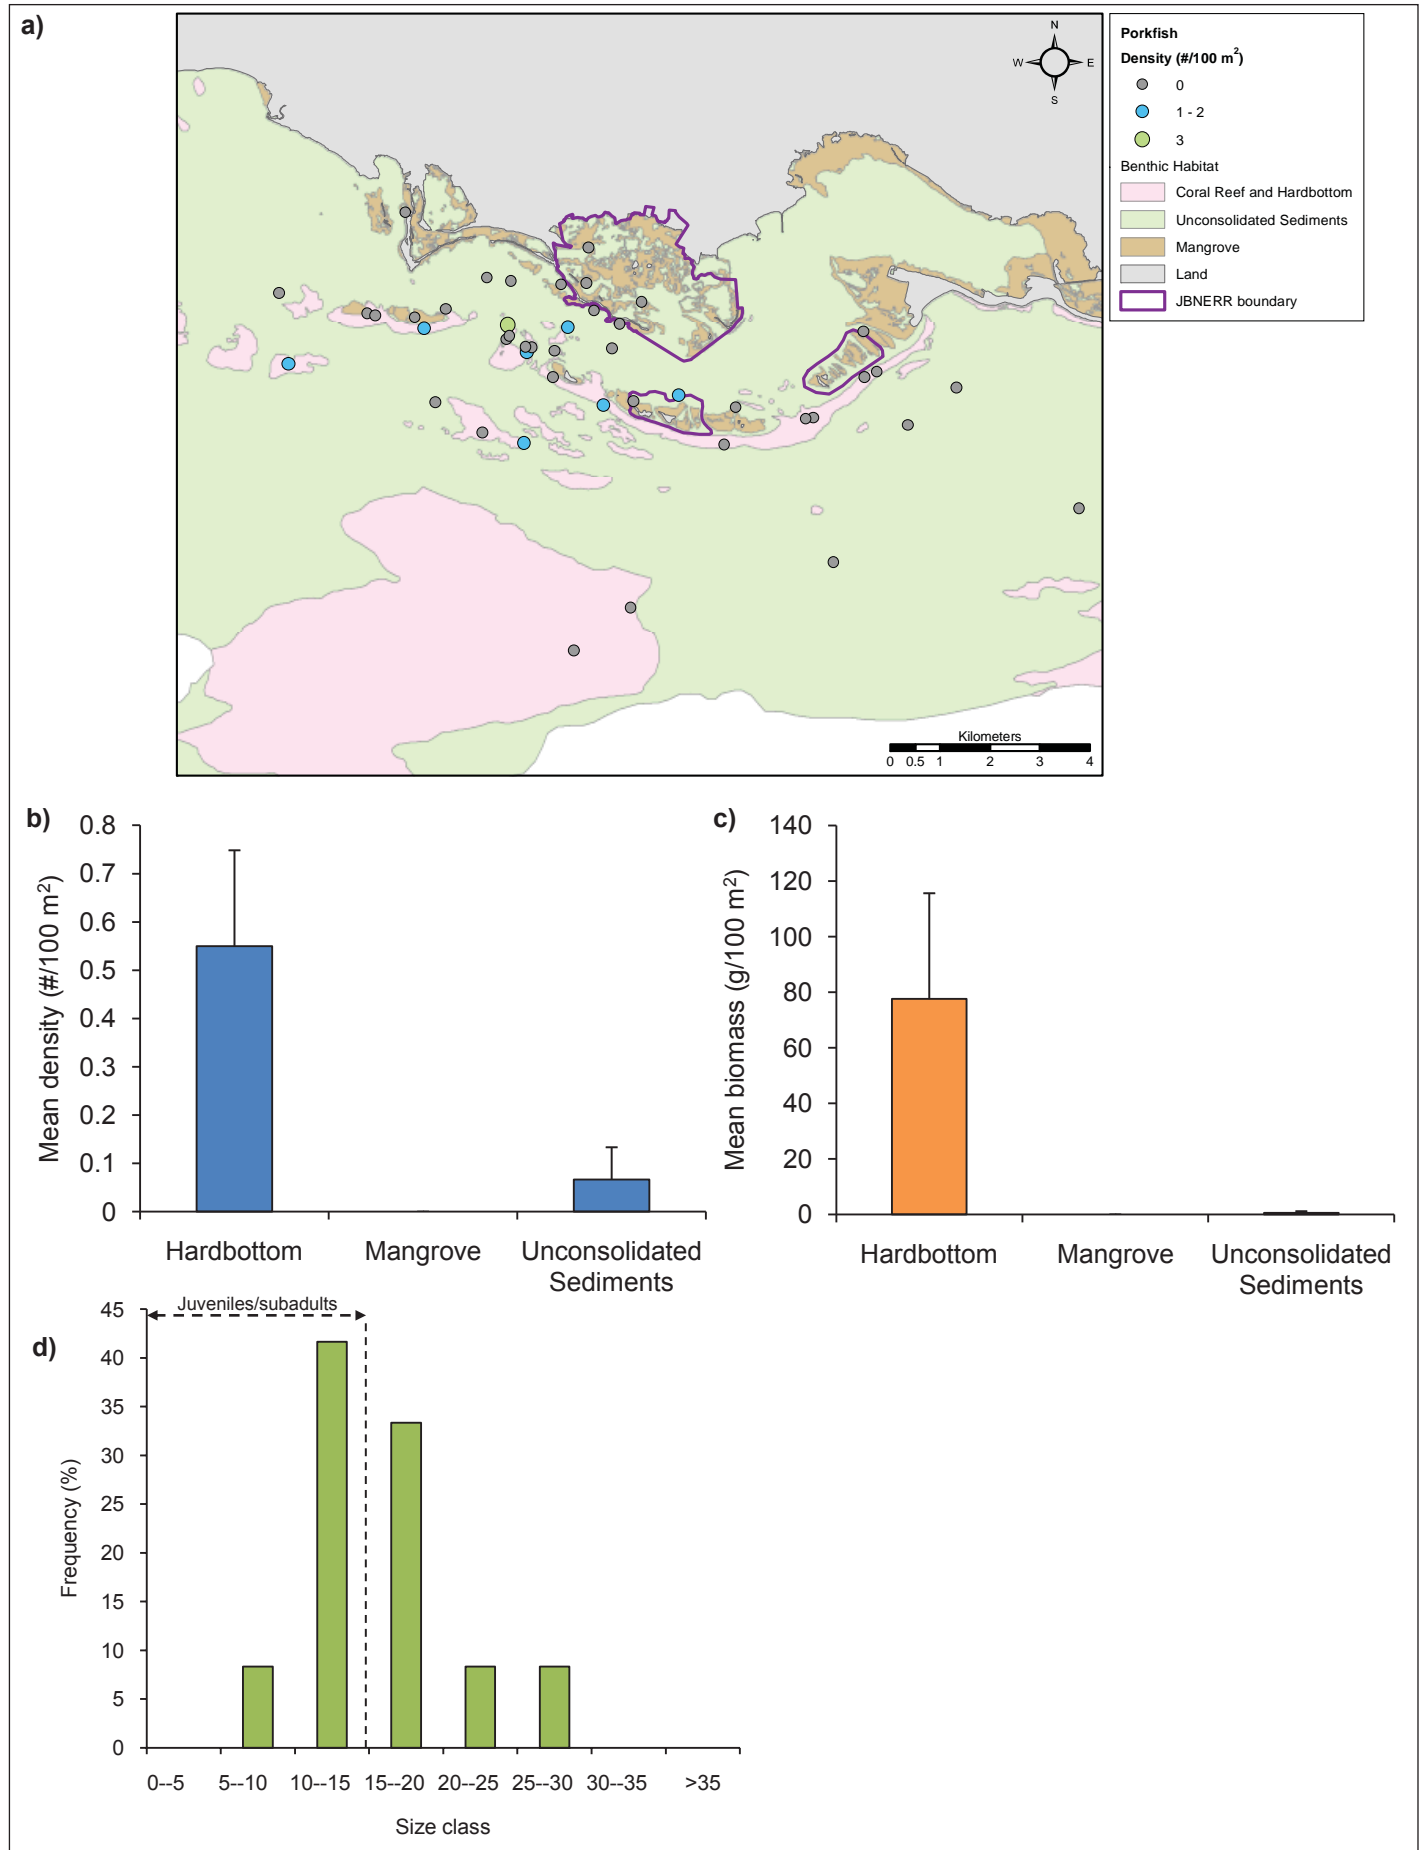 a)
N
W E
S
Porkfish
Density (#/100 m²)
0
1 - 2
3
Benthic Habitat
Coral Reef and Hardbottom
Unconsolidated Sediments
Mangrove
Land
JBNERR boundary
Kilometers
0 0.5 1 2 3 4
b)
Mean density (#/100 m²)
0.8
0.7
0.6
0.5
0.4
0.3
0.2
0.1
0
Hardbottom Mangrove Unconsolidated
Sediments
c)
Mean biomass (g/100 m²)
140
120
100
80
60
40
20
0
Hardbottom Mangrove Unconsolidated
Sediments
d)
Juveniles/subadults
Frequency (%)
45
40
35
30
25
20
15
10
5
0
0--5 5--10 10--15 15--20 20--25 25--30 30--35 >35
Size class